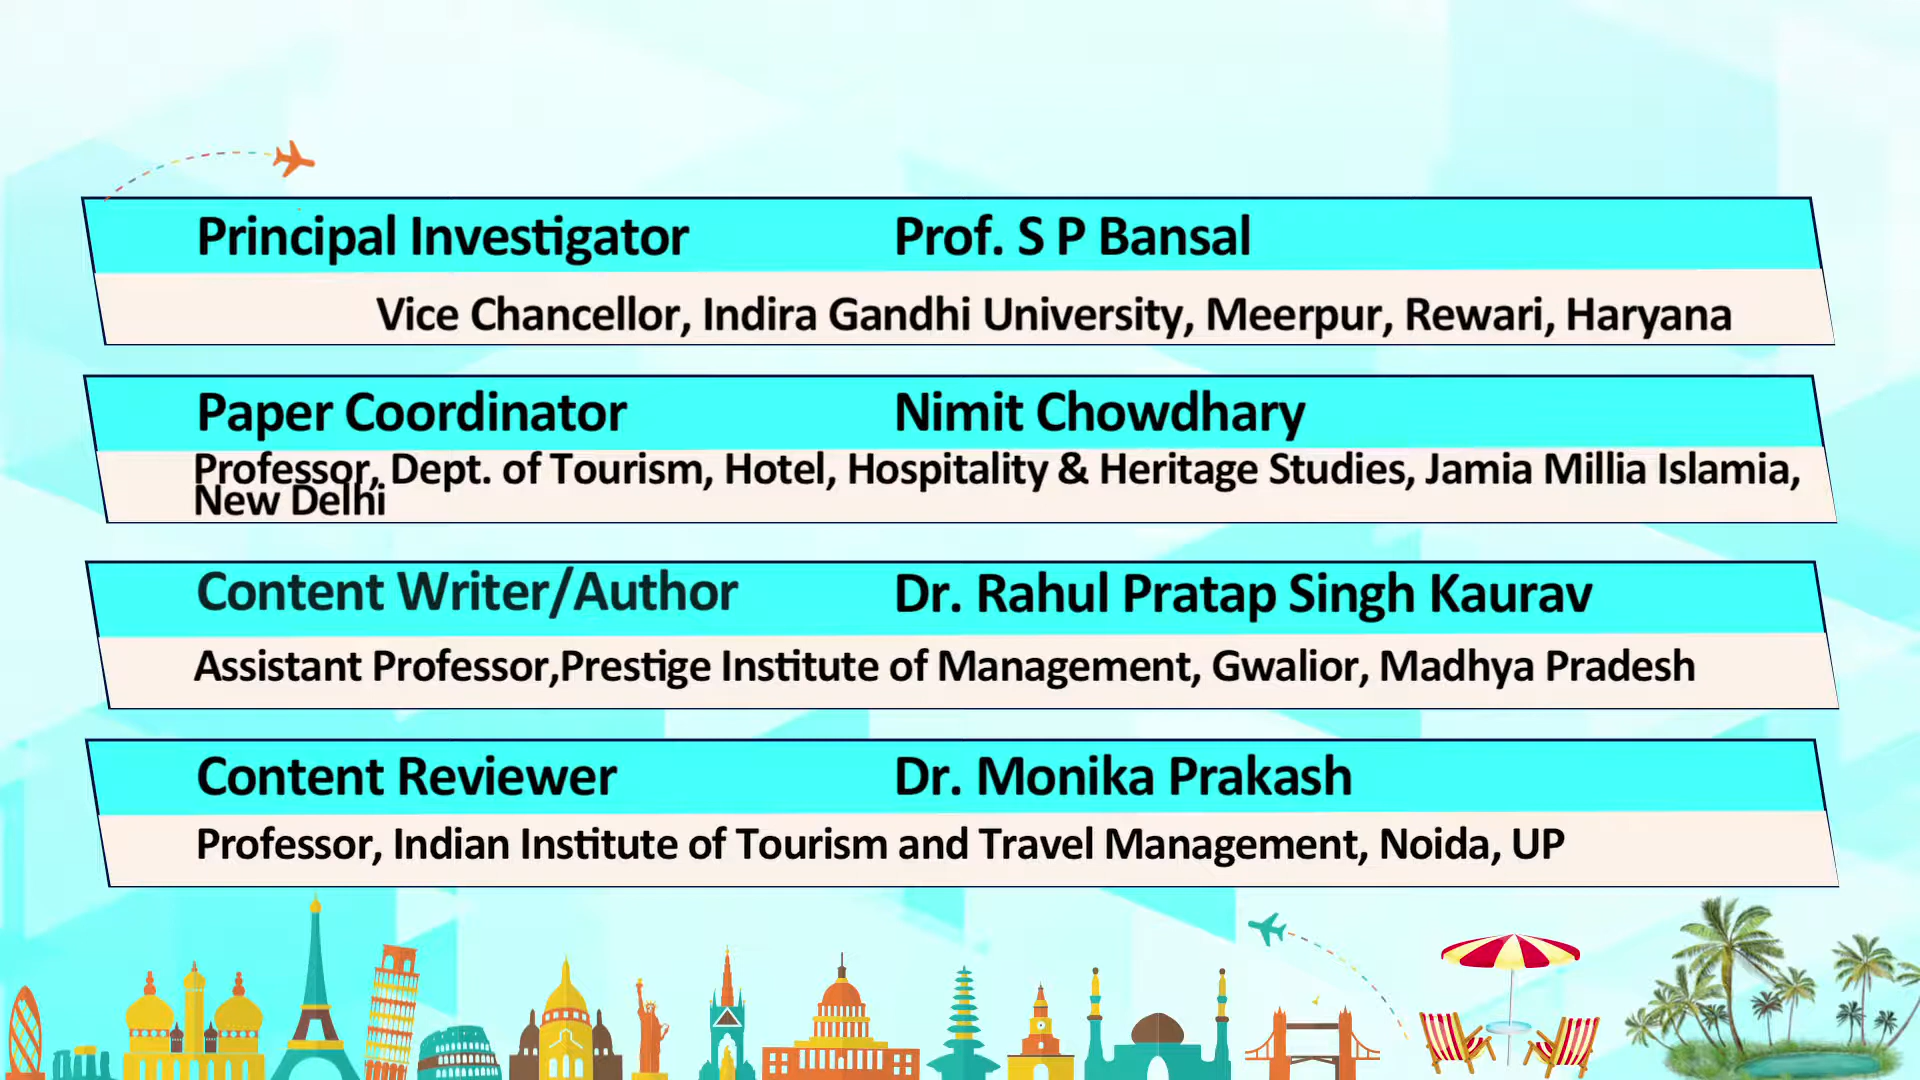 Principal Investigator Prof. S P Bansal
Vice Chancellor, Indira Gandhi University, Meerpur, Rewari, Haryana
Paper Coordinator Nimit Chowdhary
Professor, Dept. of Tourism, Hotel, Hospitality & Heritage Studies, Jamia Millia Islamia,
New Delhi
Content Writer/Author Dr. Rahul Pratap Singh Kaurav
Assistant Professor,Prestige Institute of Management, Gwalior, Madhya Pradesh
Content Reviewer Dr. Monika Prakash
Professor, Indian Institute of Tourism and Travel Management, Noida, UP